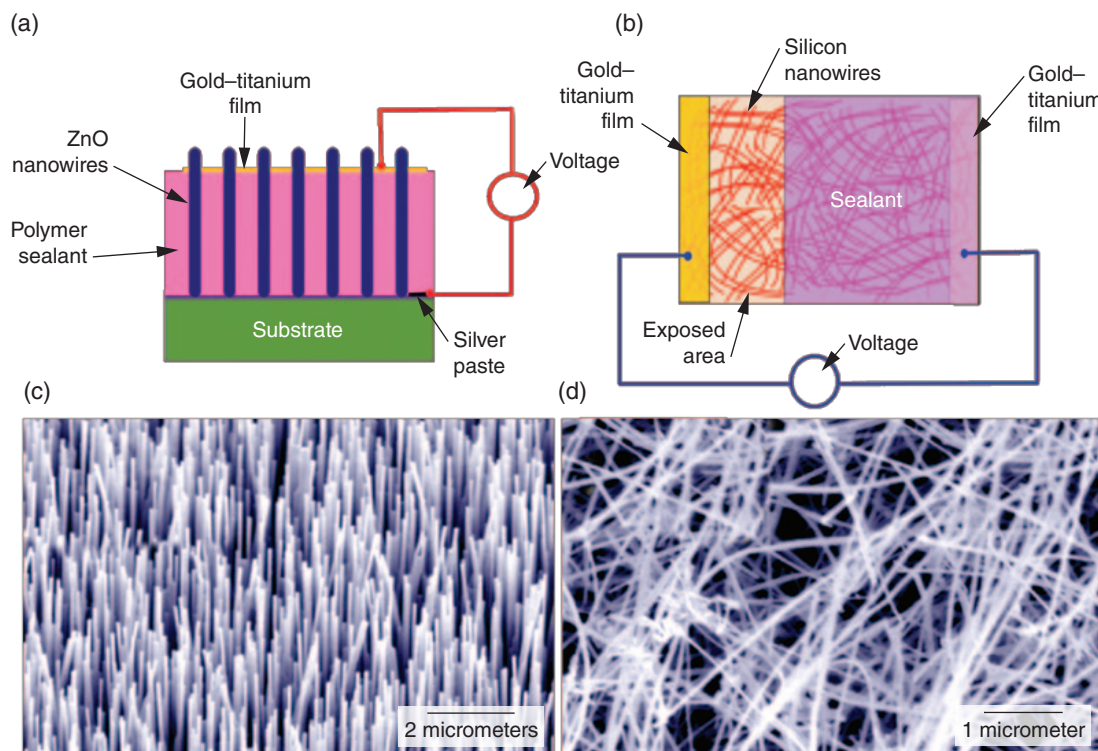 (a)
Gold–titanium
film
ZnO
nanowires
Polymer
sealant
Voltage
Substrate
Silver
paste
(b)
Silicon
nanowires
Gold–
titanium
film
Gold–
titanium
film
Sealant
Exposed
area
Voltage
(c)
2 micrometers
(d)
1 micrometer